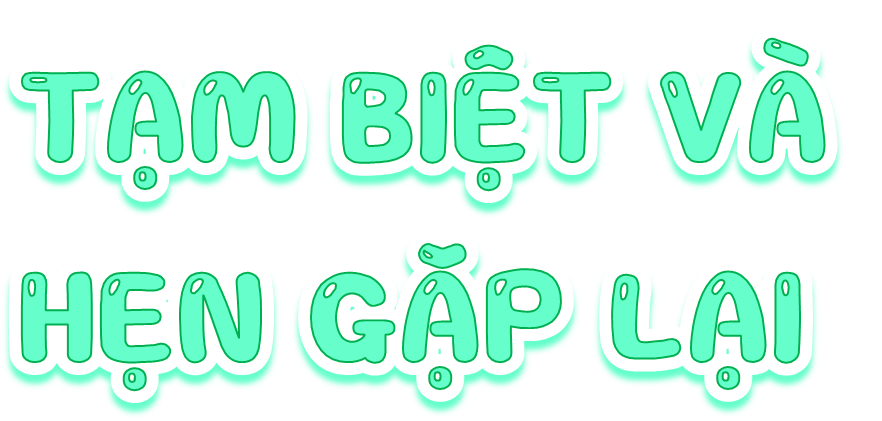 TẠM BIỆT VÀ
HẸN GẶP LẠI